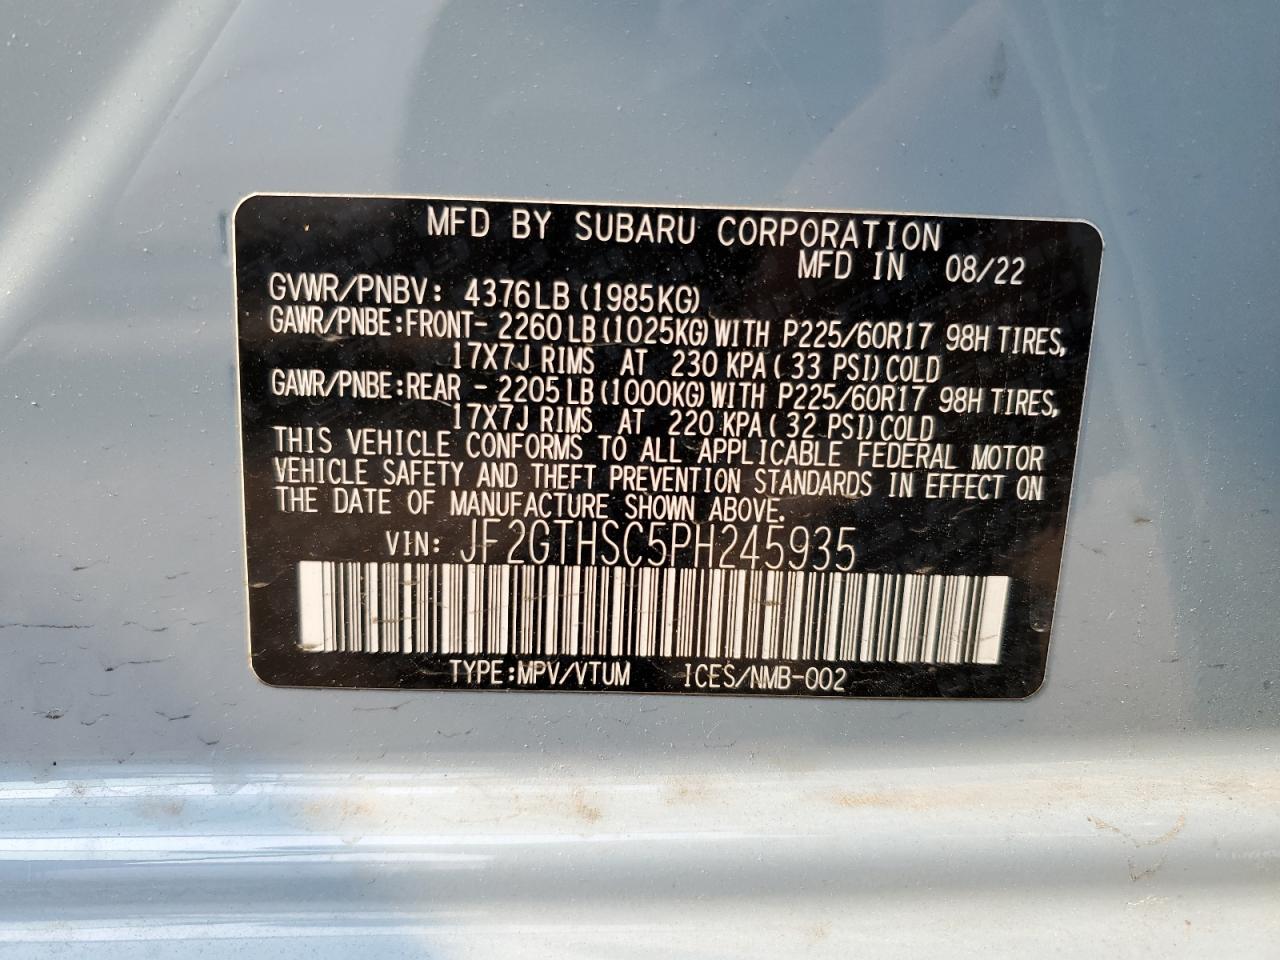 MFD BY SUBARU CORPORATION
MFD IN 08/22
GVWR/PNBV: 4376LB(1985KG)
GAWR/PNBE:FRONT- 2260LB(1025KG)WITH P225/60R17 98H TIRES,
17X7J RIMS AT 230 KPA( 33 PSI)COLD
GAWR/PNBE:REAR - 2205LB(1000KG)WITH P225/60R17 98H TIRES,
17X7J RIMS AT 220 KPA( 32 PSI)COLD
THIS VEHICLE CONFORMS TO ALL APPLICABLE FEDERAL MOTOR
VEHICLE SAFETY AND THEFT PREVENTION STANDARDS IN EFFECT ON
THE DATE OF MANUFACTURE SHOWN ABOVE.
VIN: JF2GTHSC5PH245935
TYPE:MPV/VTUM ICES/NMB-002